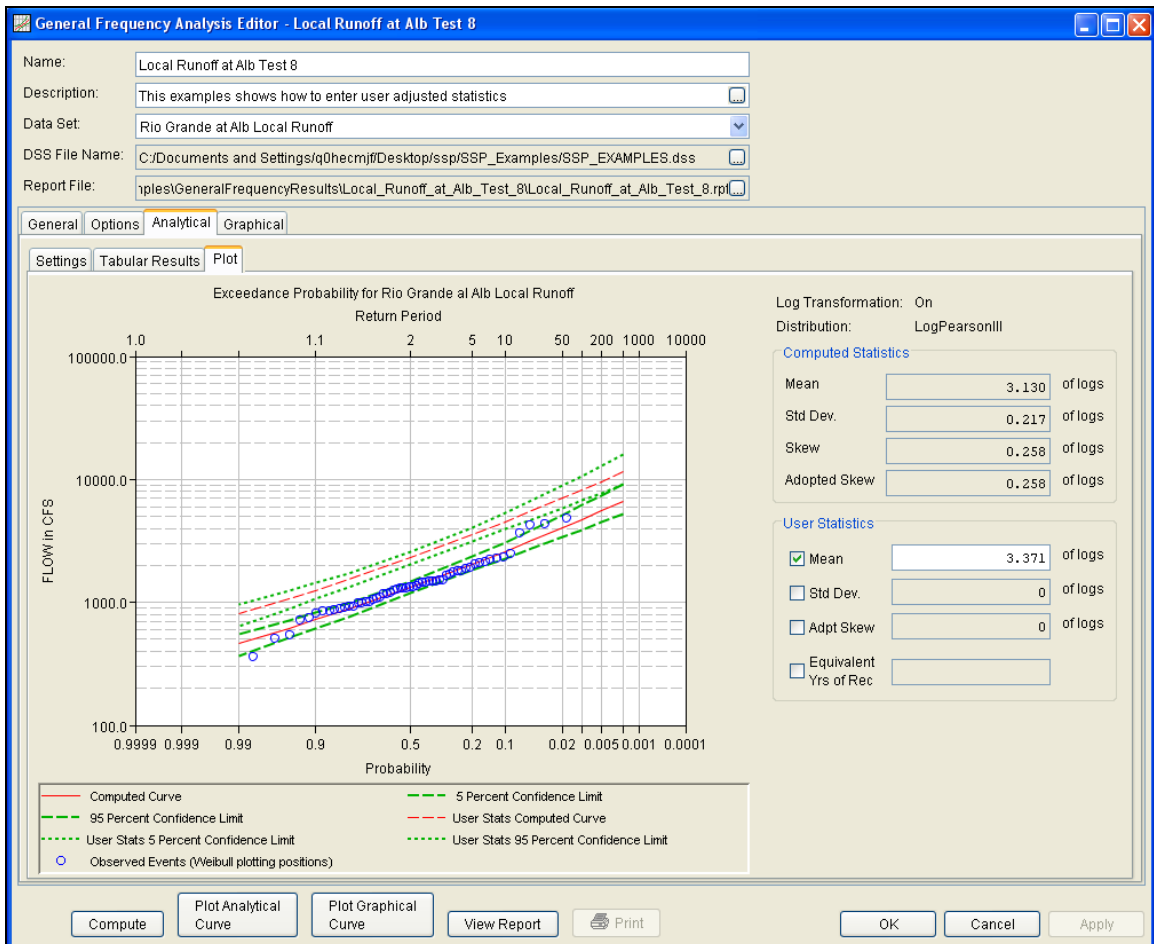 General Frequency Analysis Editor - Local Runoff at Alb Test 8
Name: Local Runoff at Alb Test 8
Description: This examples shows how to enter user adjusted statistics ...
Data Set: Rio Grande at Alb Local Runoff
DSS File Name: C:/Documents and Settings/q0hecmjf/Desktop/ssp/SSP_Examples/SSP_EXAMPLES.dss ...
Report File: nples\GeneralFrequencyResults\Local_Runoff_at_Alb_Test_8\Local_Runoff_at_Alb_Test_8.rpt ...
General Options Analytical Graphical
Settings Tabular Results Plot
Exceedance Probability for Rio Grande al Alb Local Runoff
Return Period
1.0 1.1 2 5 10 50 200 1000 10000
100000.0
10000.0
1000.0
100.0
FLOW in CFS
0.9999 0.999 0.99 0.9 0.5 0.2 0.1 0.02 0.005 0.001 0.0001
Probability
Computed Curve
5 Percent Confidence Limit
95 Percent Confidence Limit
User Stats Computed Curve
User Stats 5 Percent Confidence Limit
User Stats 95 Percent Confidence Limit
Observed Events (Weibull plotting positions)
Log Transformation: On
Distribution: LogPearsonIII
Computed Statistics
Mean 3.130 of logs
Std Dev. 0.217 of logs
Skew 0.258 of logs
Adopted Skew 0.258 of logs
User Statistics
Mean 3.371 of logs
Std Dev. 0 of logs
Adpt Skew 0 of logs
Equivalent
Yrs of Rec
Compute
Plot Analytical
Curve
Plot Graphical
Curve
View Report
Print
OK
Cancel
Apply